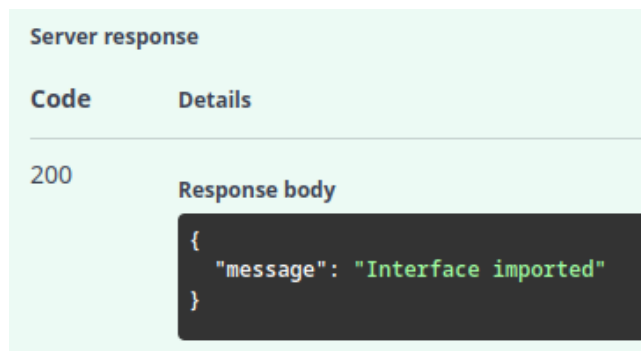 Server response
Code Details
200
Response body
{
"message": "Interface imported"
}